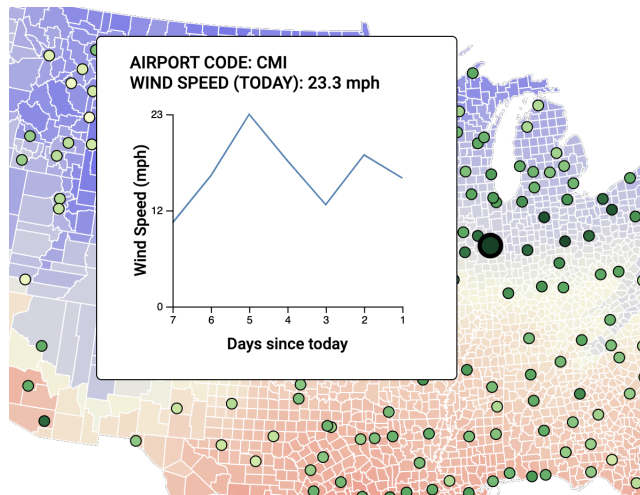 AIRPORT CODE: CMI
WIND SPEED (TODAY): 23.3 mph
Wind Speed (mph)
23
12
0
7 6 5 4 3 2 1
Days since today